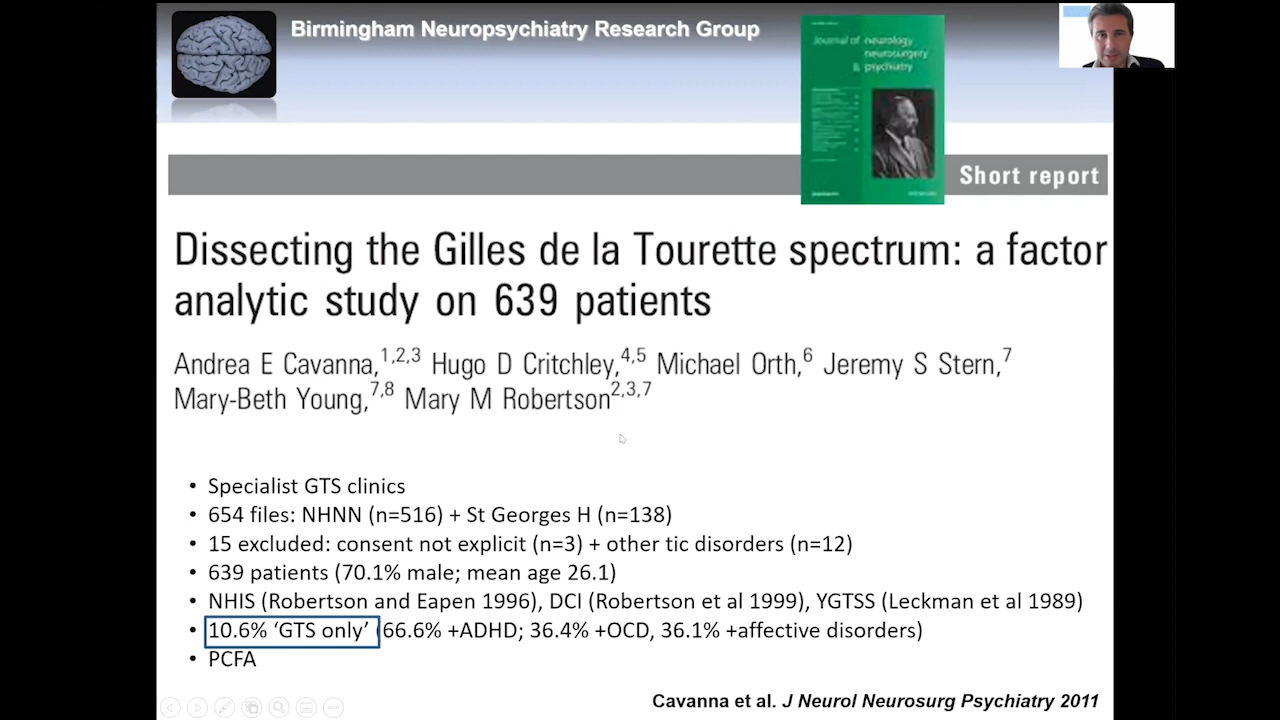 Birmingham Neuropsychiatry Research Group
Journal of neurology
neurosurgery
& psychiatry
Short report
Dissecting the Gilles de la Tourette spectrum: a factor
analytic study on 639 patients
Andrea E Cavanna,1,2,3 Hugo D Critchley,4,5 Michael Orth,6 Jeremy S Stern,7
Mary-Beth Young,7,8 Mary M Robertson2,3,7
• Specialist GTS clinics
• 654 files: NHNN (n=516) + St Georges H (n=138)
• 15 excluded: consent not explicit (n=3) + other tic disorders (n=12)
• 639 patients (70.1% male; mean age 26.1)
• NHIS (Robertson and Eapen 1996), DCI (Robertson et al 1999), YGTSS (Leckman et al 1989)
• 10.6% ‘GTS only’ (66.6% +ADHD; 36.4% +OCD, 36.1% +affective disorders)
• PCFA
Cavanna et al. J Neurol Neurosurg Psychiatry 2011